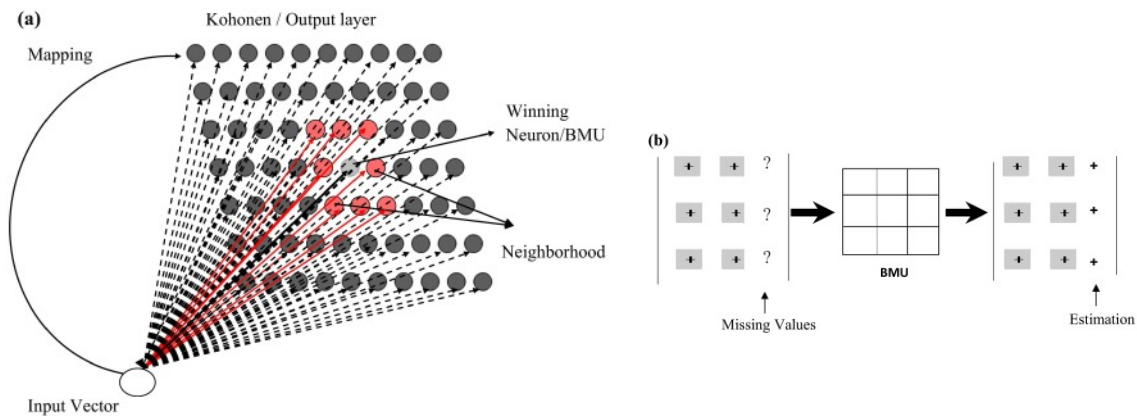 (a)
Kohonen / Output layer
Mapping
Winning
Neuron/BMU
Neighborhood
Input Vector
(b)
+ + ?
+ + ?
+ + ?
BMU
+ + +
+ + +
+ + +
Missing Values
Estimation